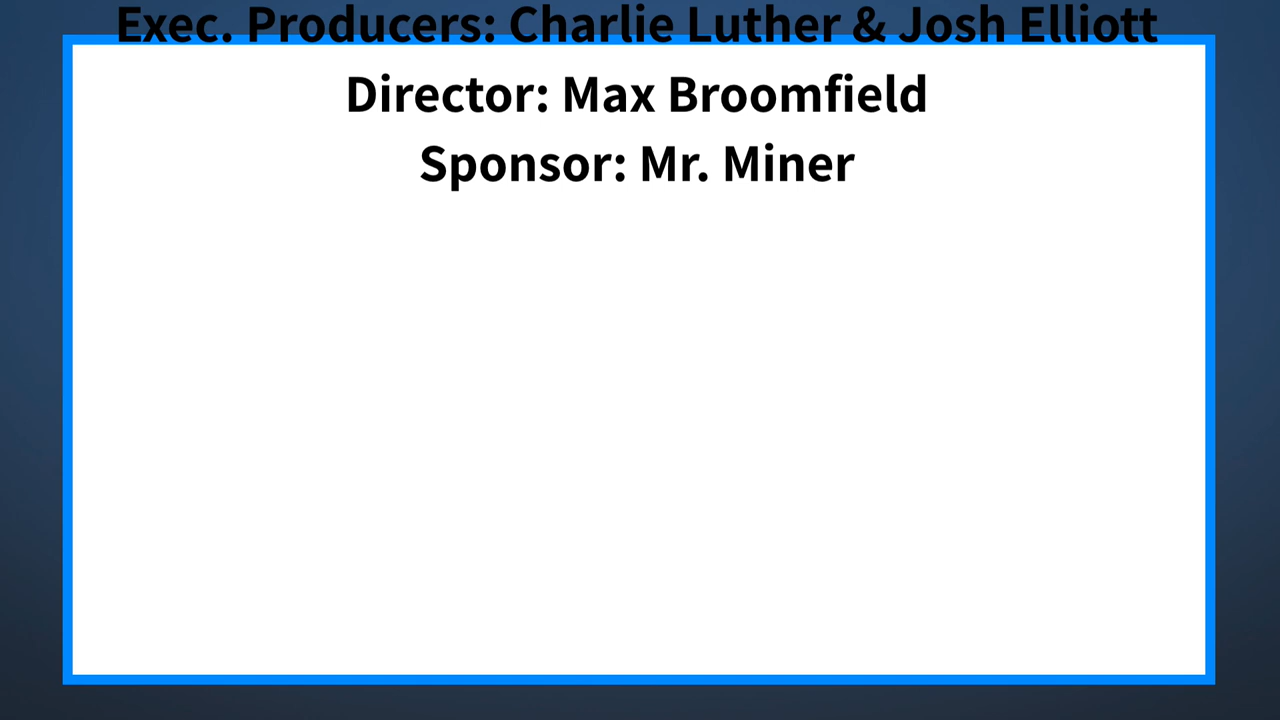 Exec. Producers: Charlie Luther & Josh Elliott
Director: Max Broomfield
Sponsor: Mr. Miner